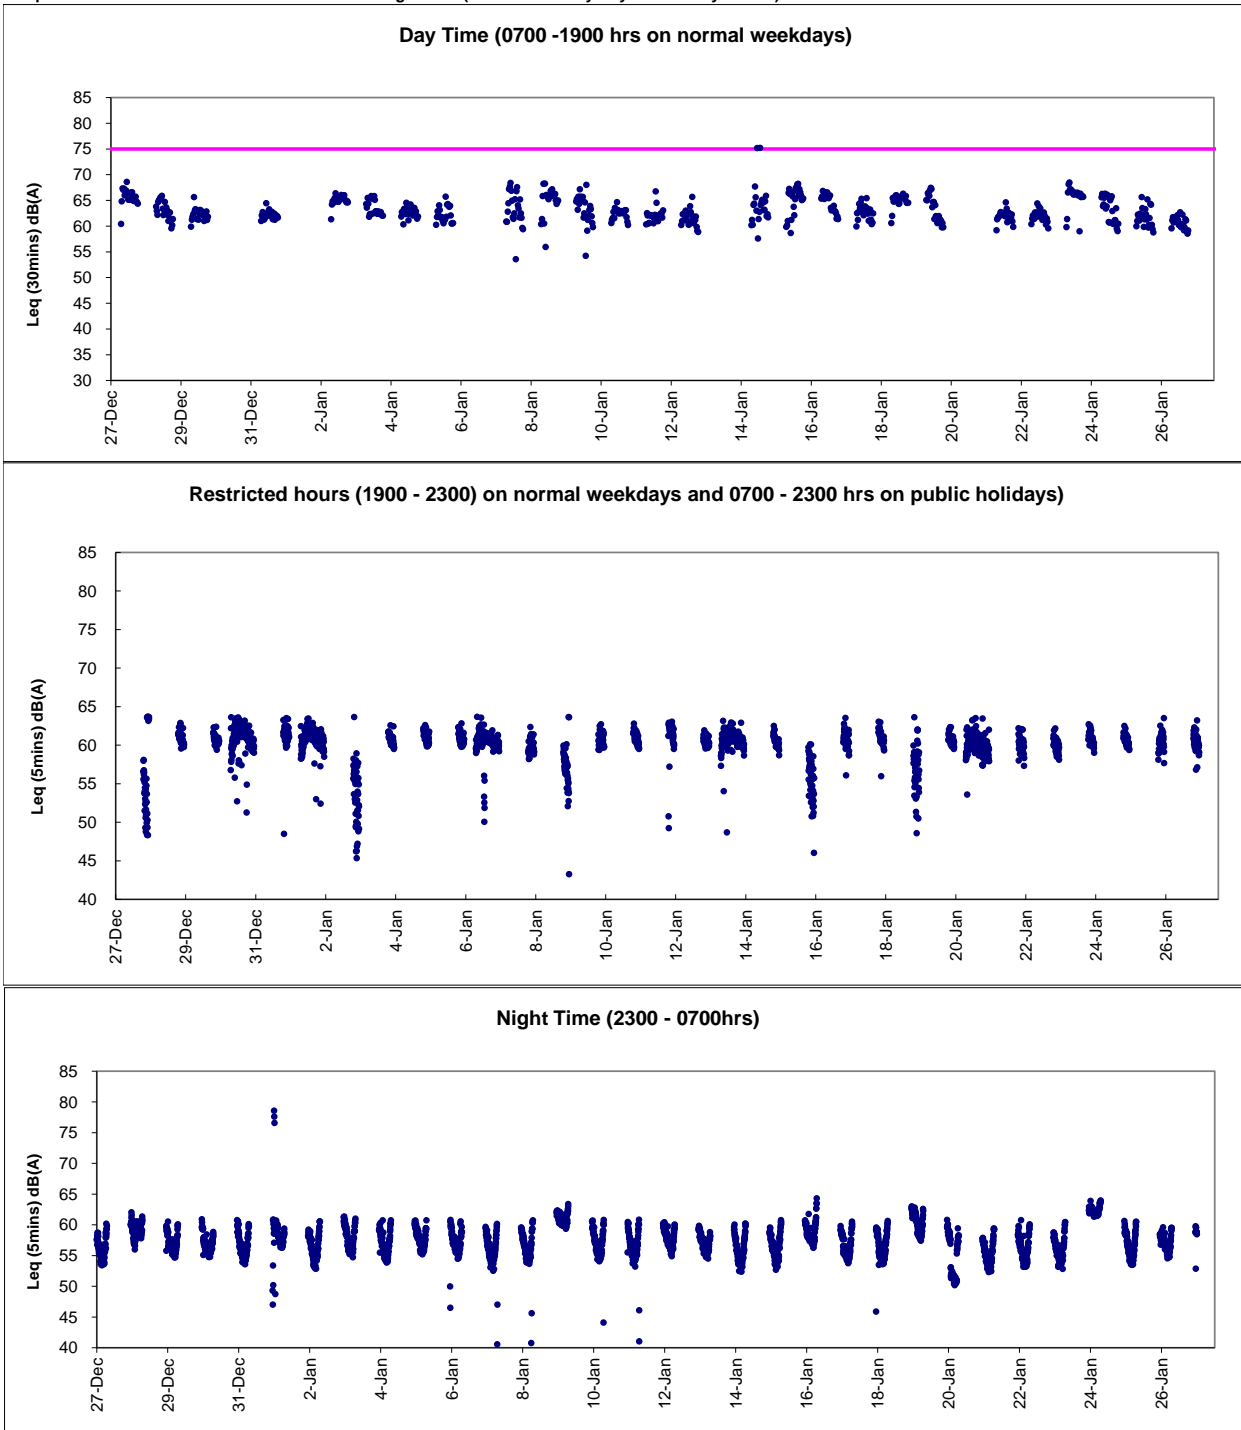 Day Time (0700 -1900 hrs on normal weekdays)
Leq (30mins) dB(A)
85
80
75
70
65
60
55
50
45
40
35
30
27-Dec
29-Dec
31-Dec
2-Jan
4-Jan
6-Jan
8-Jan
10-Jan
12-Jan
14-Jan
16-Jan
18-Jan
20-Jan
22-Jan
24-Jan
26-Jan
Restricted hours (1900 - 2300) on normal weekdays and 0700 - 2300 hrs on public holidays)
Leq (5mins) dB(A)
85
80
75
70
65
60
55
50
45
40
27-Dec
29-Dec
31-Dec
2-Jan
4-Jan
6-Jan
8-Jan
10-Jan
12-Jan
14-Jan
16-Jan
18-Jan
20-Jan
22-Jan
24-Jan
26-Jan
Night Time (2300 - 0700hrs)
Leq (5mins) dB(A)
85
80
75
70
65
60
55
50
45
40
27-Dec
29-Dec
31-Dec
2-Jan
4-Jan
6-Jan
8-Jan
10-Jan
12-Jan
14-Jan
16-Jan
18-Jan
20-Jan
22-Jan
24-Jan
26-Jan